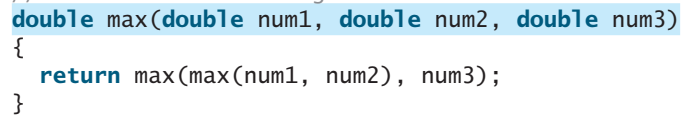 double max(double num1, double num2, double num3)
{
  return max(max(num1, num2), num3);
}